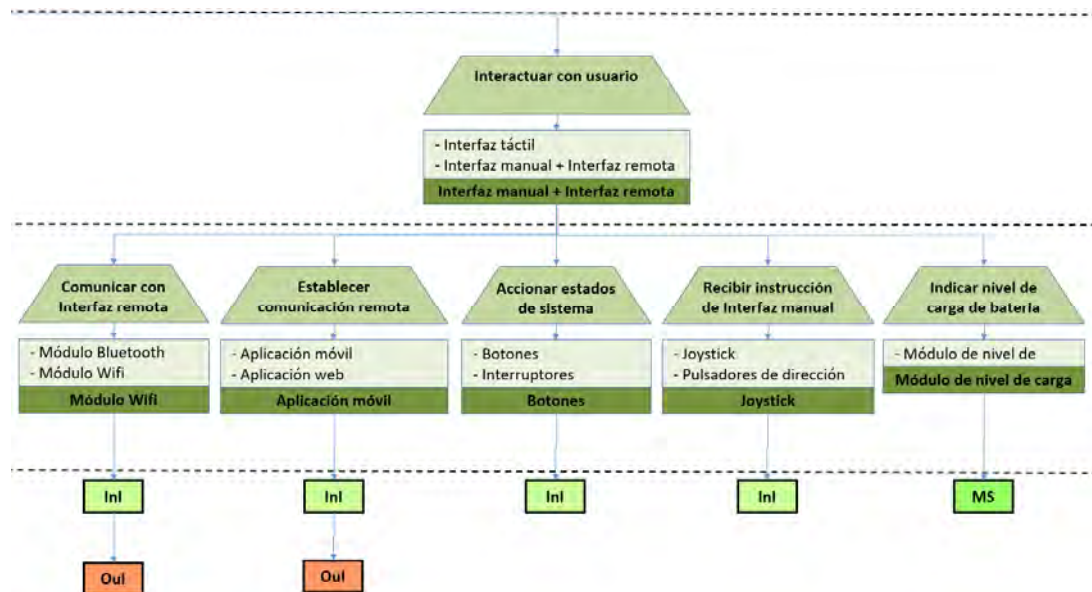 Interactuar con usuario
- Interfaz táctil
- Interfaz manual + Interfaz remota
Interfaz manual + Interfaz remota
Comunicar con
Interfaz remota
- Módulo Bluetooth
- Módulo Wifi
Módulo Wifi
Establecer
comunicación remota
- Aplicación móvil
- Aplicación web
Aplicación móvil
Accionar estados
de sistema
- Botones
- Interruptores
Botones
Recibir instrucción
de Interfaz manual
- Joystick
- Pulsadores de dirección
Joystick
Indicar nivel de
carga de batería
- Módulo de nivel de
Módulo de nivel de carga
InI
InI
InI
InI
MS
OuI
OuI